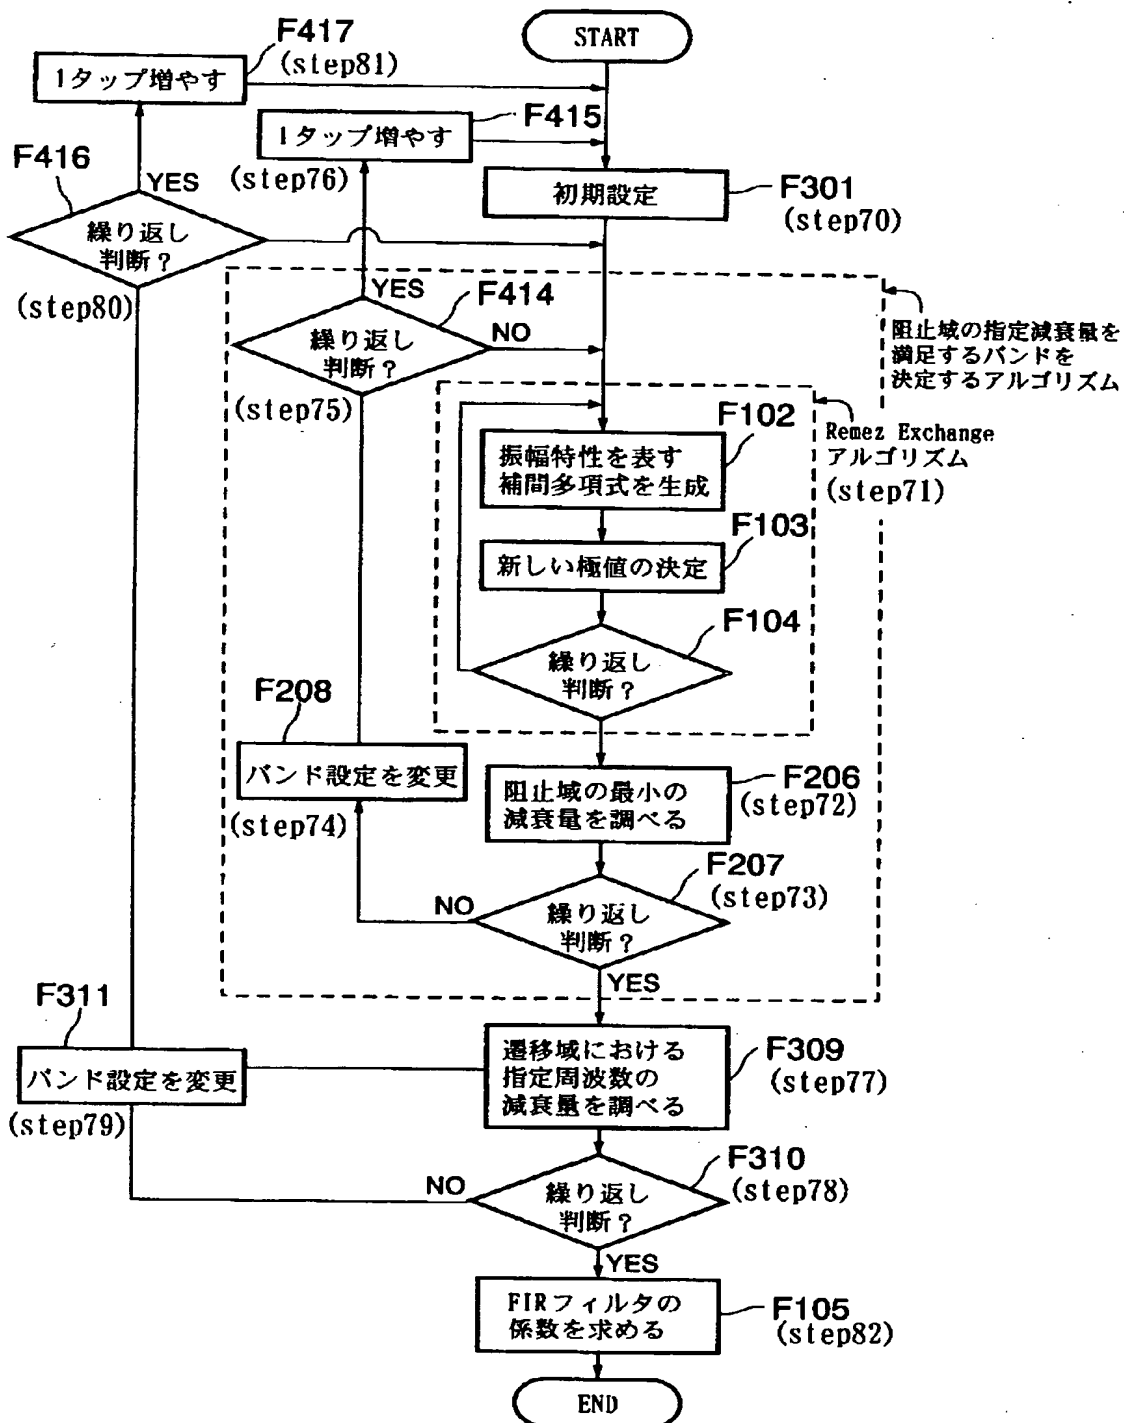 START
F417
(step81)
1タップ増やす
F415
1タップ増やす
(step76)
F416
YES
初期設定
F301
(step70)
繰り返し
判断？
(step80)
YES
F414
繰り返し
判断？
NO
(step75)
阻止域の指定減衰量を
満足するバンドを
決定するアルゴリズム
F102
振幅特性を表す
補間多項式を生成
Remez Exchange
アルゴリズム
(step71)
F103
新しい極値の決定
F104
繰り返し
判断？
F208
バンド設定を変更
(step74)
阻止域の最小の
減衰量を調べる
F206
(step72)
F207
(step73)
NO
繰り返し
判断？
YES
F311
バンド設定を変更
(step79)
遷移域における
指定周波数の
減衰量を調べる
F309
(step77)
F310
(step78)
NO
繰り返し
判断？
YES
FIRフィルタの
係数を求める
F105
(step82)
END